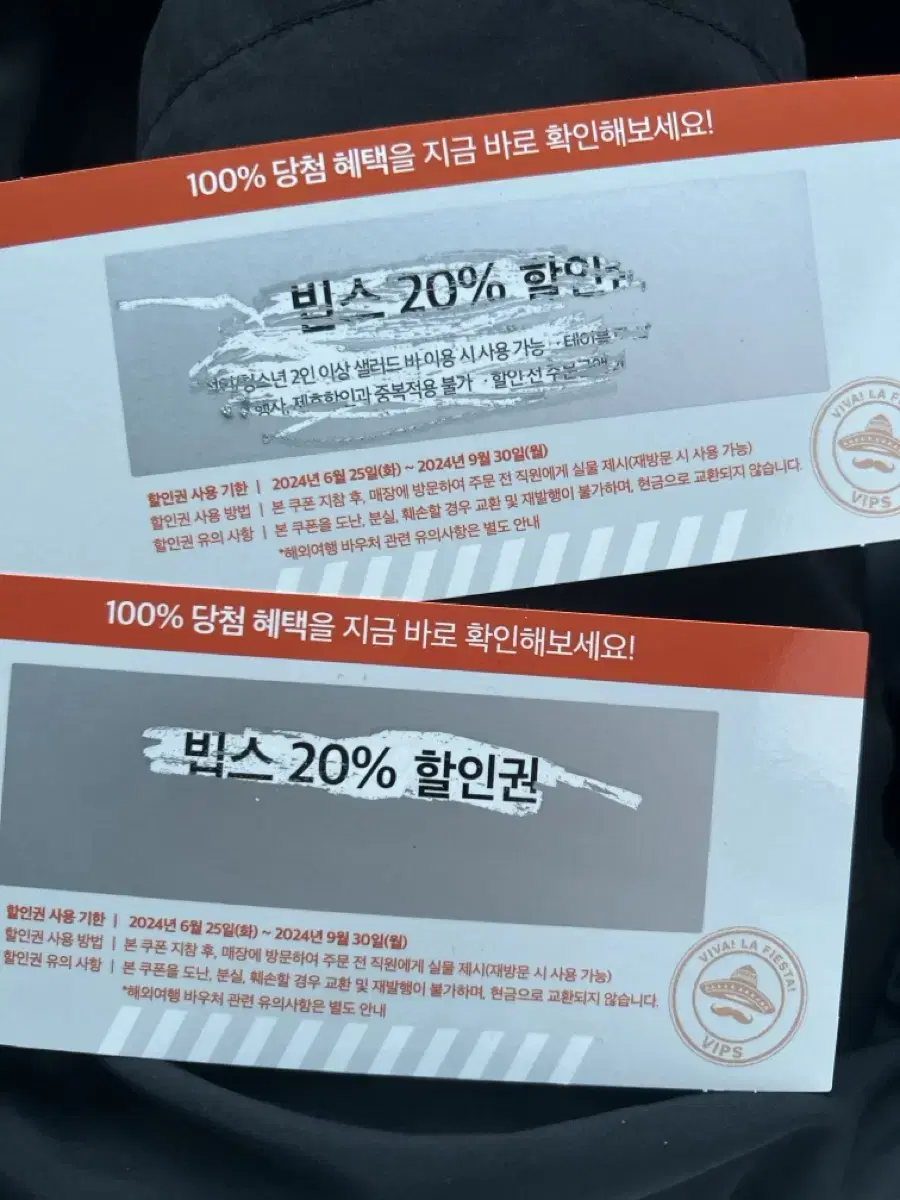 100% 당첨 혜택을 지금 바로 확인해보세요!
빕스 20% 할인
2인 이상 샐러드 바 이용 시 사용 가능 · 테이블
행사, 제휴할인과 중복적용 불가 · 할인 선 주문금액
할인권 사용 기한 | 2024년 6월 25일(화) ~ 2024년 9월 30일(월)
할인권 사용 방법 | 본 쿠폰 지참 후, 매장에 방문하여 주문 전 직원에게 실물 제시(재방문 시 사용 가능)
할인권 유의 사항 | 본 쿠폰을 도난, 분실, 훼손할 경우 교환 및 재발행이 불가하며, 현금으로 교환되지 않습니다.
*해외여행 바우처 관련 유의사항은 별도 안내
VIVA! LA
VIPS
100% 당첨 혜택을 지금 바로 확인해보세요!
빕스 20% 할인권
할인권 사용 기한 | 2024년 6월 25일(화) ~ 2024년 9월 30일(월)
할인권 사용 방법 | 본 쿠폰 지참 후, 매장에 방문하여 주문 전 직원에게 실물 제시(재방문 시 사용 가능)
할인권 유의 사항 | 본 쿠폰을 도난, 분실, 훼손할 경우 교환 및 재발행이 불가하며, 현금으로 교환되지 않습니다.
*해외여행 바우처 관련 유의사항은 별도 안내
VIVA! LA FIESTA!
VIPS